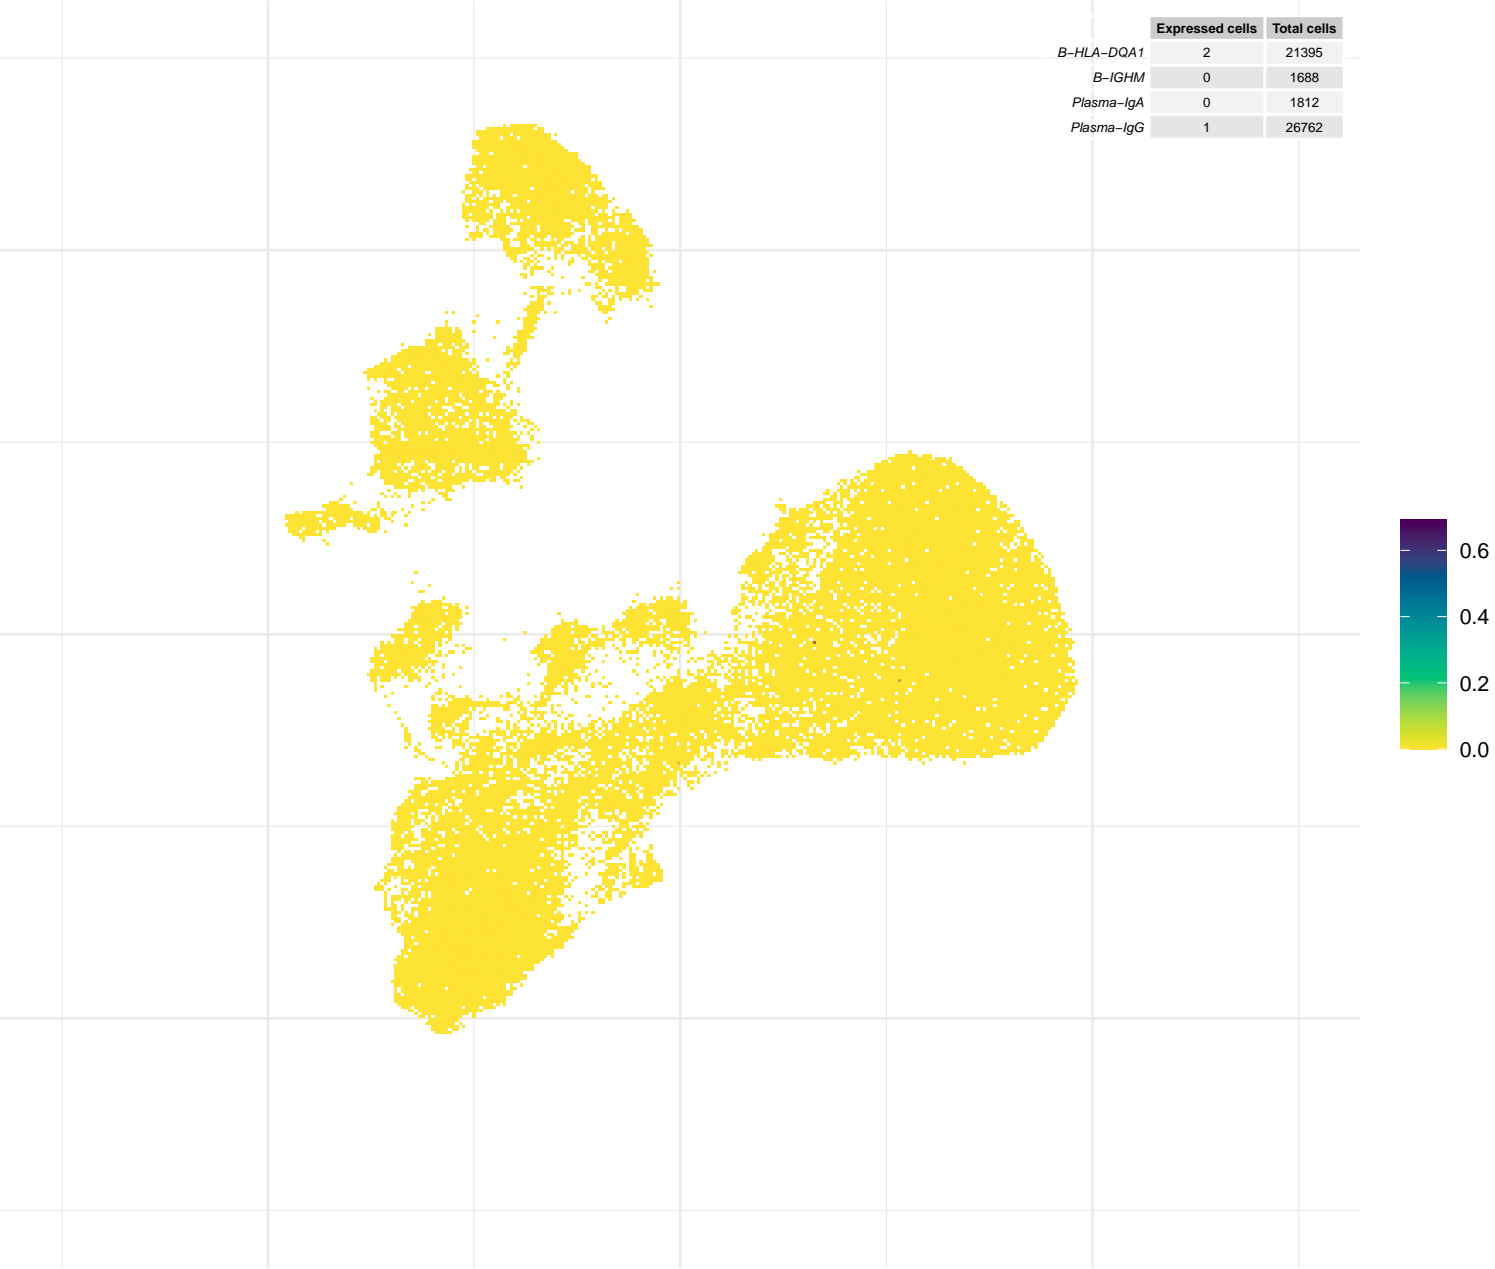 Expressed cells Total cells
B−HLA−DQA1 2 21395
B−IGHM 0 1688
Plasma−IgA 0 1812
Plasma−IgG 1 26762
0.6
0.4
0.2
0.0